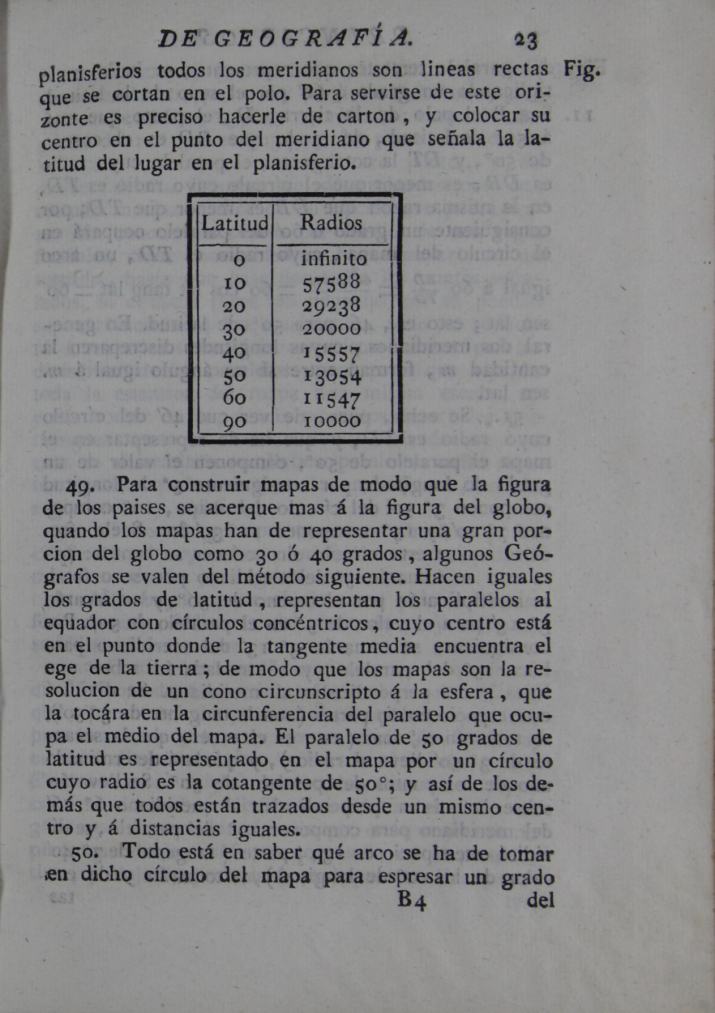 DE GEOGRAFÍA. 23
planisferios todos los meridianos son lineas rectas Fig.
que se cortan en el polo. Para servirse de este ori-
zonte es preciso hacerle de carton , y colocar su
centro en el punto del meridiano que señala la la-
titud del lugar en el planisferio.
Latitud Radios
0 infinito
10 57588
20 29238
30 20000
40 15557
50 13054
60 11547
90 10000
49. Para construir mapas de modo que la figura
de los paises se acerque mas á la figura del globo,
quando los mapas han de representar una gran por-
cion del globo como 30 ó 40 grados , algunos Geó-
grafos se valen del método siguiente. Hacen iguales
los grados de latitud , representan los paralelos al
equador con círculos concéntricos, cuyo centro está
en el punto donde la tangente media encuentra el
ege de la tierra ; de modo que los mapas son la re-
solucion de un cono circunscripto á la esfera , que
la tocára en la circunferencia del paralelo que ocu-
pa el medio del mapa. El paralelo de 50 grados de
latitud es representado en el mapa por un círculo
cuyo radio es la cotangente de 50°; y así de los de-
más que todos están trazados desde un mismo cen-
tro y á distancias iguales.
50. Todo está en saber qué arco se ha de tomar
en dicho círculo del mapa para espresar un grado
B4 del